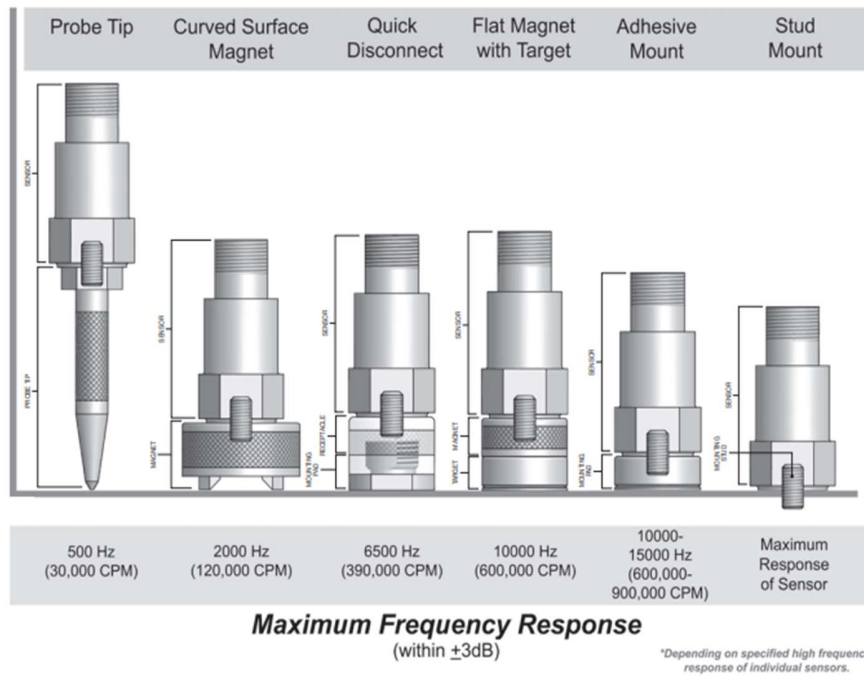 Probe Tip
Curved Surface
Magnet
Quick
Disconnect
Flat Magnet
with Target
Adhesive
Mount
Stud
Mount
SENSOR
PROBE TIP
SENSOR
MAGNET
SENSOR
RECEPTACLE
MOUNTING
PAD
SENSOR
MAGNET
TARGET
SENSOR
MOUNTING
PAD
SENSOR
MOUNTING
STUD
500 Hz
(30,000 CPM)
2000 Hz
(120,000 CPM)
6500 Hz
(390,000 CPM)
10000 Hz
(600,000 CPM)
10000-
15000 Hz
(600,000-
900,000 CPM)
Maximum
Response
of Sensor
Maximum Frequency Response
(within ±3dB)
*Depending on specified high frequenc
response of individual sensors.